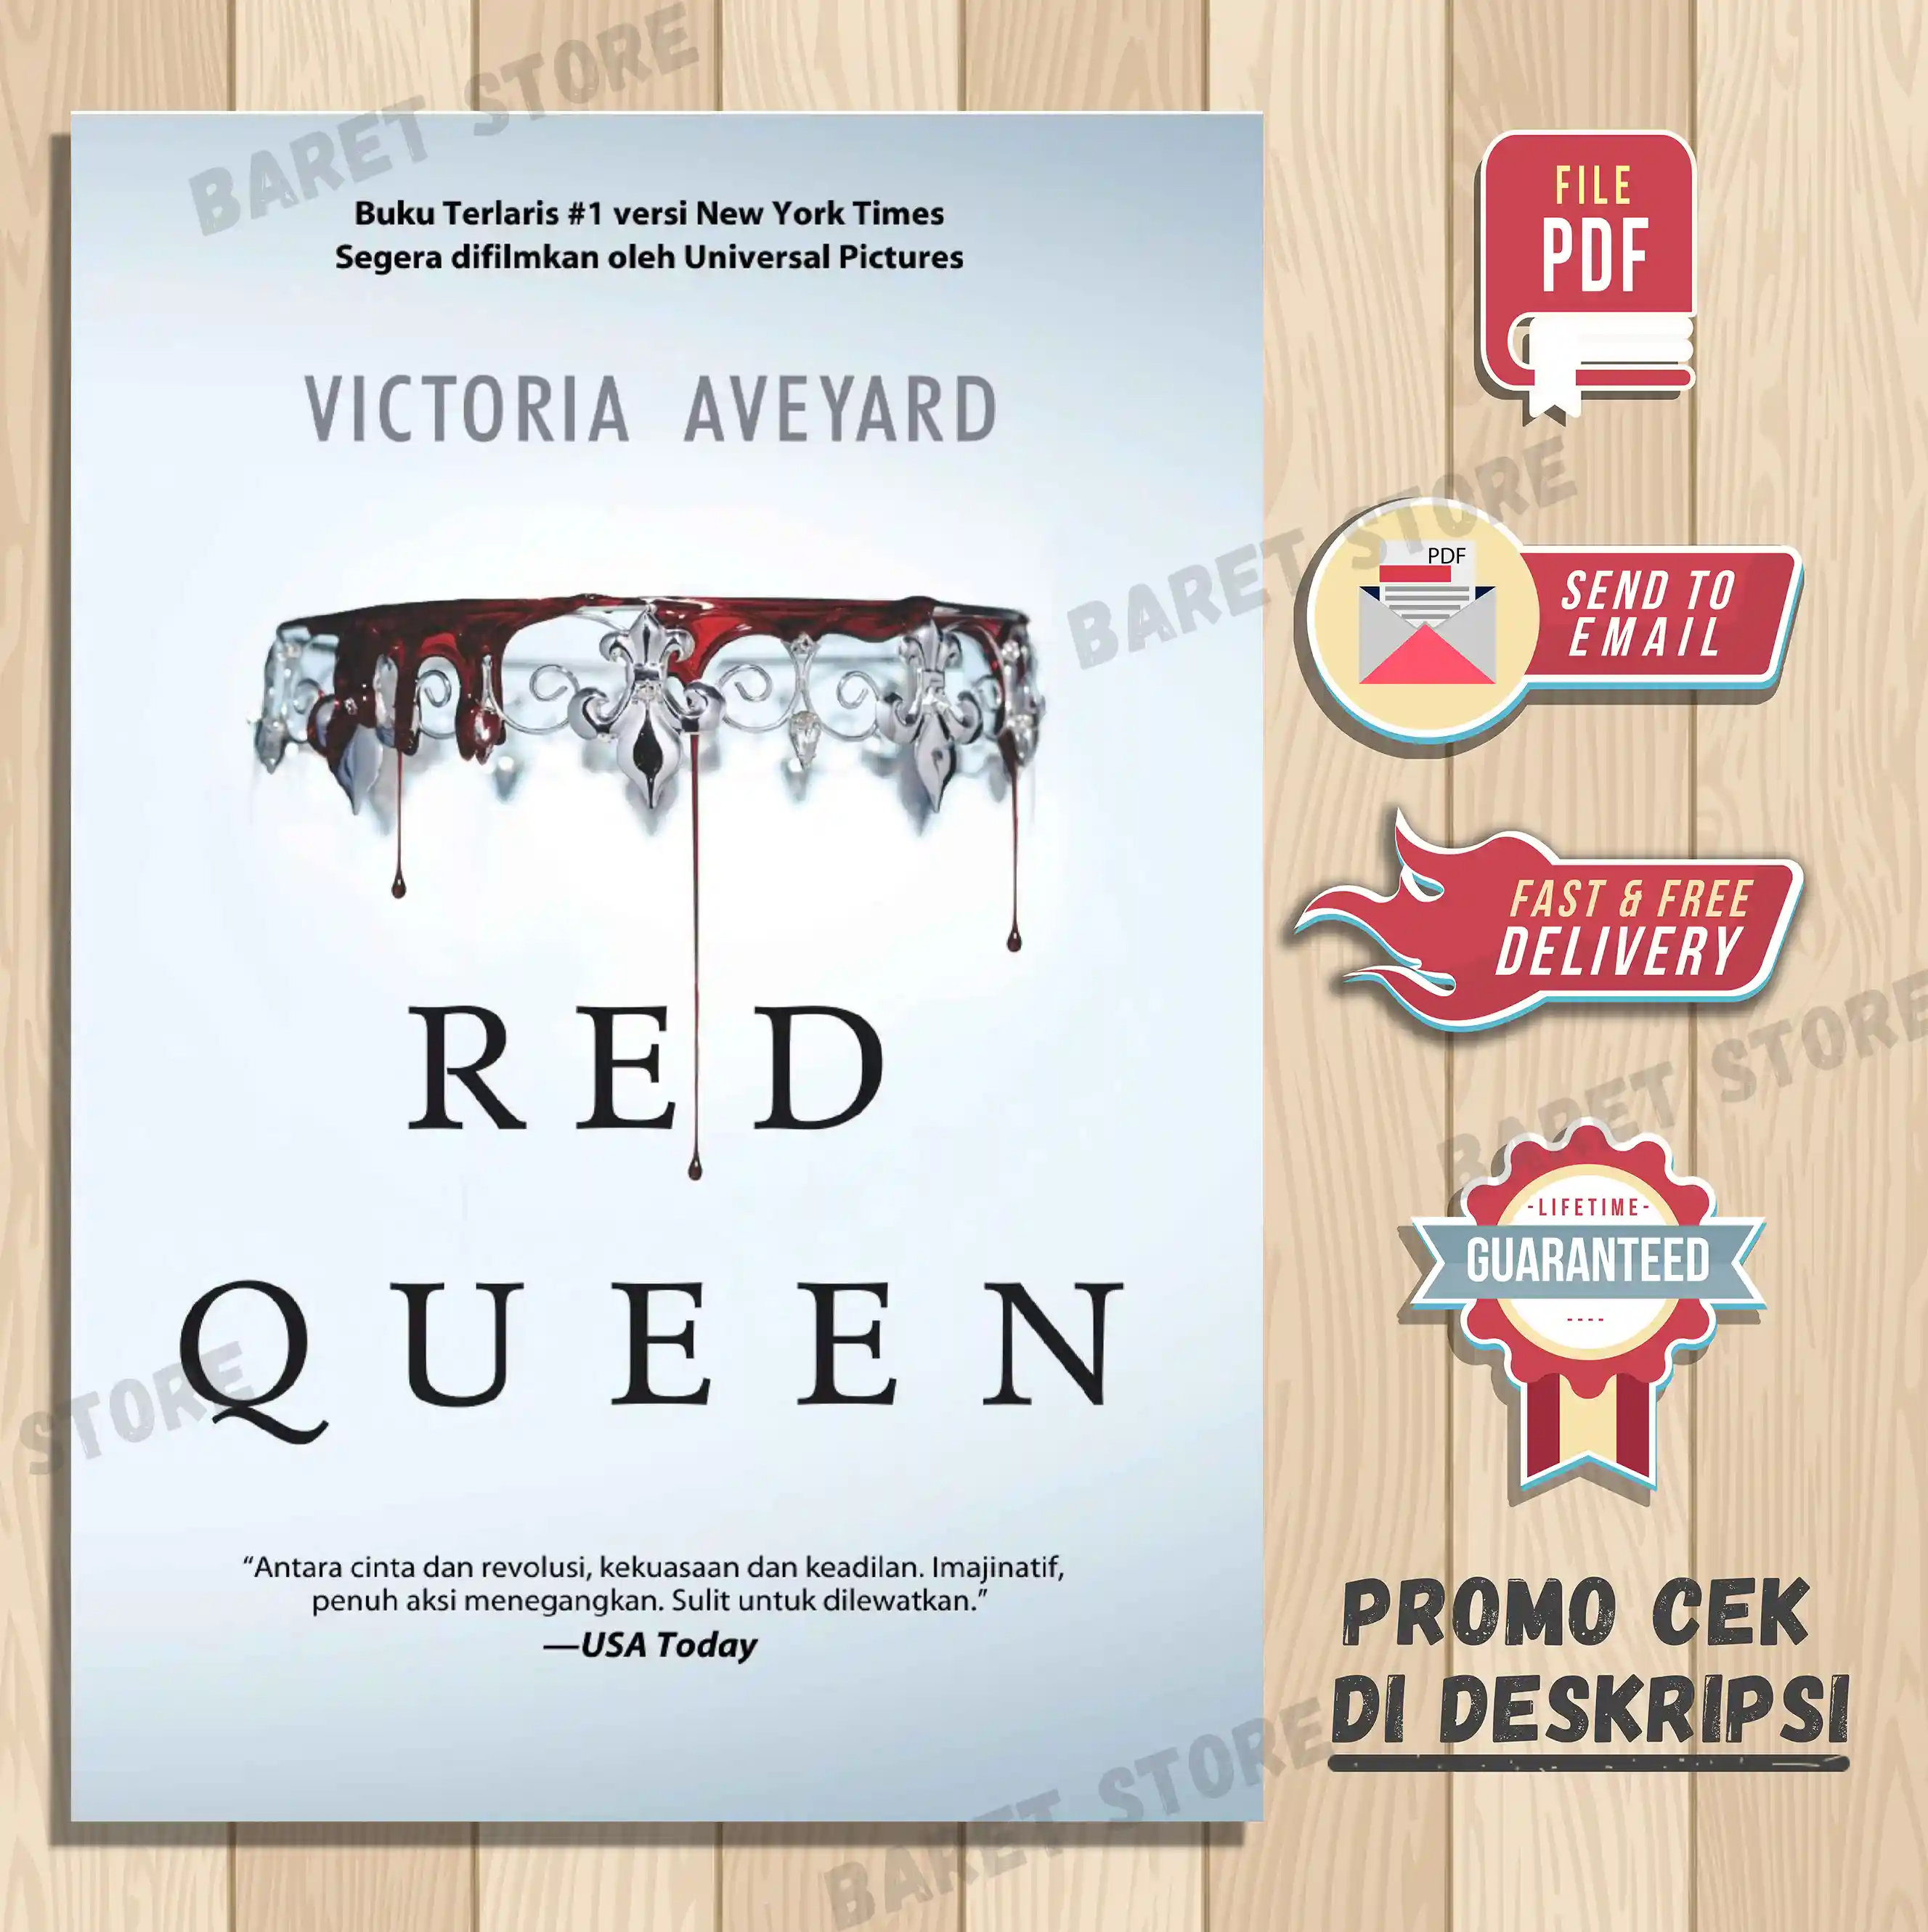 BARET STORE
Buku Terlaris #1 versi New York Times
Segera difilmkan oleh Universal Pictures
VICTORIA AVEYARD
RED
QUEEN
“Antara cinta dan revolusi, kekuasaan dan keadilan. Imajinatif,
penuh aksi menegangkan. Sulit untuk dilewatkan.”
—USA Today
FILE
PDF
BARET STORE
PDF
SEND TO
EMAIL
FAST & FREE
DELIVERY
BARET STORE
-LIFETIME-
GUARANTEED
----
STORE
PROMO CEK
DI DESKRIPSI
BARET STORE